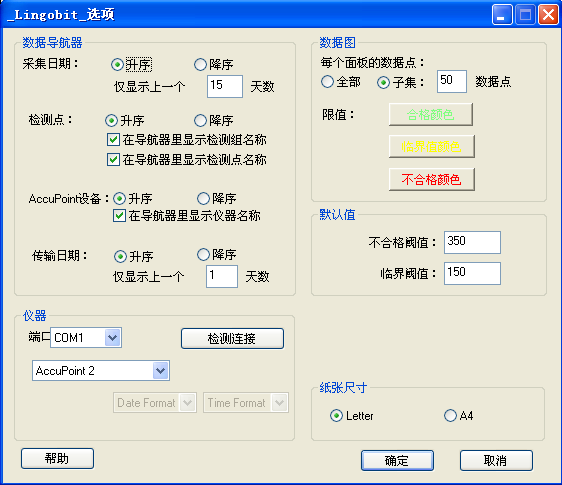 _Lingobit_选项
数据导航器
采集日期： 升序 降序
仅显示上一个 15 天数
检测点： 升序 降序
在导航器里显示检测组名称
在导航器里显示检测点名称
AccuPoint设备： 升序 降序
在导航器里显示仪器名称
传输日期： 升序 降序
仅显示上一个 1 天数
仪器
端口 COM1 检测连接
AccuPoint 2
Date Format Time Format
帮助
数据图
每个面板的数据点：
全部 子集： 50 数据点
限值： 合格颜色
不合格颜色
默认值
不合格阈值： 350
临界阈值： 150
纸张尺寸
Letter A4
确定 取消